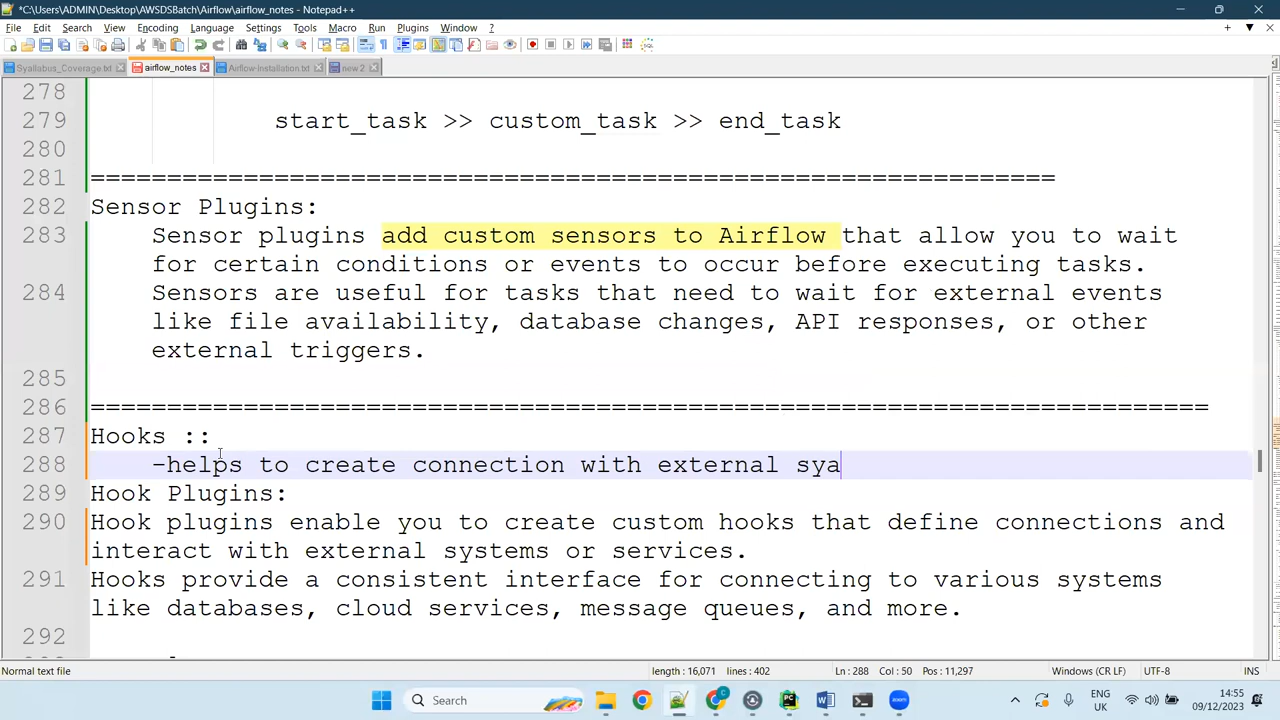 *C:\Users\ADMIN\Desktop\AWSDSBatch\Airflow\airflow_notes - Notepad++
File Edit Search View Encoding Language Settings Tools Macro Run Plugins Window ?
Syallabus_Coverage.txt airflow_notes Airflow-installation.txt new 2
278
279 start_task >> custom_task >> end_task
280
281 ===============================================================
282 Sensor Plugins:
283 Sensor plugins add custom sensors to Airflow that allow you to wait
for certain conditions or events to occur before executing tasks.
284 Sensors are useful for tasks that need to wait for external events
like file availability, database changes, API responses, or other
external triggers.
285
286 =========================================================================
287 Hooks ::
288 -helps to create connection with external sya
289 Hook Plugins:
290 Hook plugins enable you to create custom hooks that define connections and
interact with external systems or services.
291 Hooks provide a consistent interface for connecting to various systems
like databases, cloud services, message queues, and more.
292
Normal text file length : 16,071 lines : 402 Ln : 288 Col : 50 Pos : 11,297 Windows (CR LF) UTF-8 INS
Search ENG 14:55
UK 09/12/2023